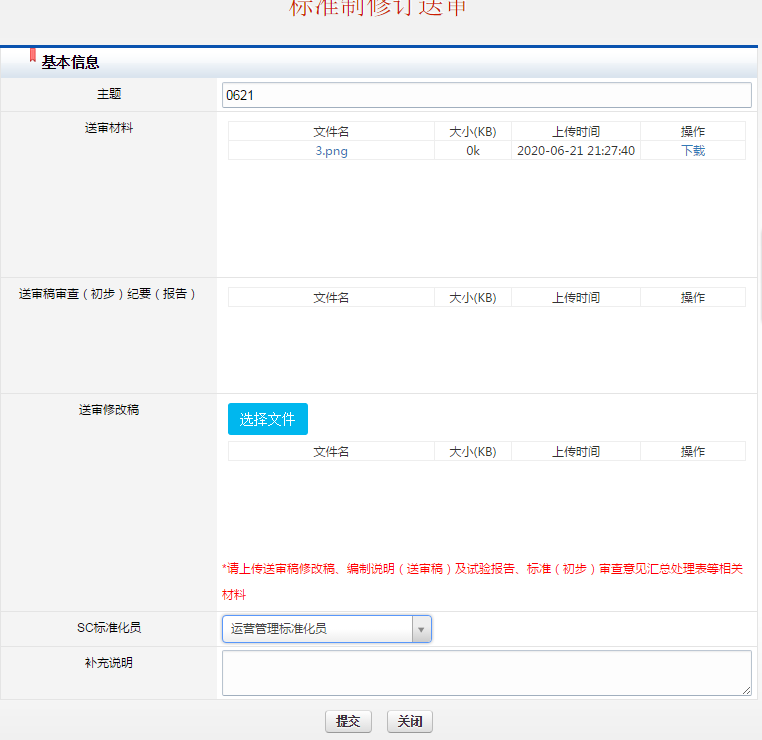 标准制修订送审
基本信息
主题
0621
送审材料
文件名 大小(KB) 上传时间 操作
3.png 0k 2020-06-21 21:27:40 下载
送审稿审查（初步）纪要（报告）
文件名 大小(KB) 上传时间 操作
送审修改稿
选择文件
文件名 大小(KB) 上传时间 操作
*请上传送审稿修改稿、编制说明（送审稿）及试验报告、标准（初步）审查意见汇总处理表等相关
材料
SC标准化员
运营管理标准化员
补充说明
提交 关闭